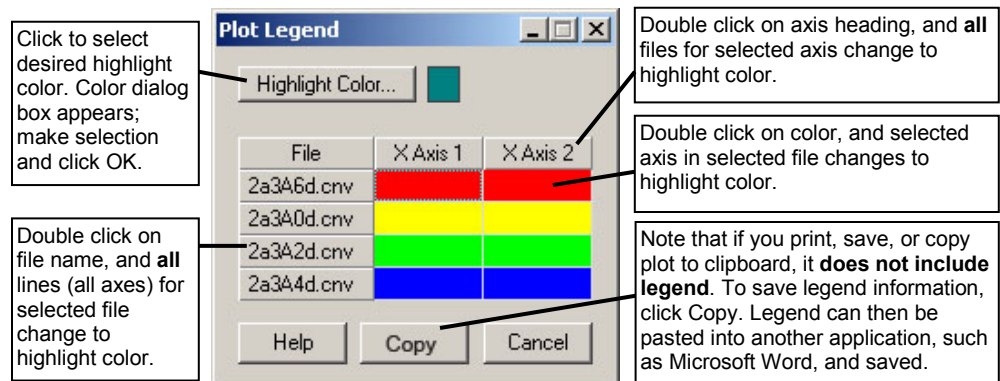 Click to select
desired highlight
color. Color dialog
box appears;
make selection
and click OK.
Double click on
file name, and all
lines (all axes) for
selected file
change to
highlight color.
Plot Legend
Highlight Color...
File X Axis 1 X Axis 2
2a3A6d.cnv
2a3A0d.cnv
2a3A2d.cnv
2a3A4d.cnv
Help Copy Cancel
Double click on axis heading, and all
files for selected axis change to
highlight color.
Double click on color, and selected
axis in selected file changes to
highlight color.
Note that if you print, save, or copy
plot to clipboard, it does not include
legend. To save legend information,
click Copy. Legend can then be
pasted into another application, such
as Microsoft Word, and saved.